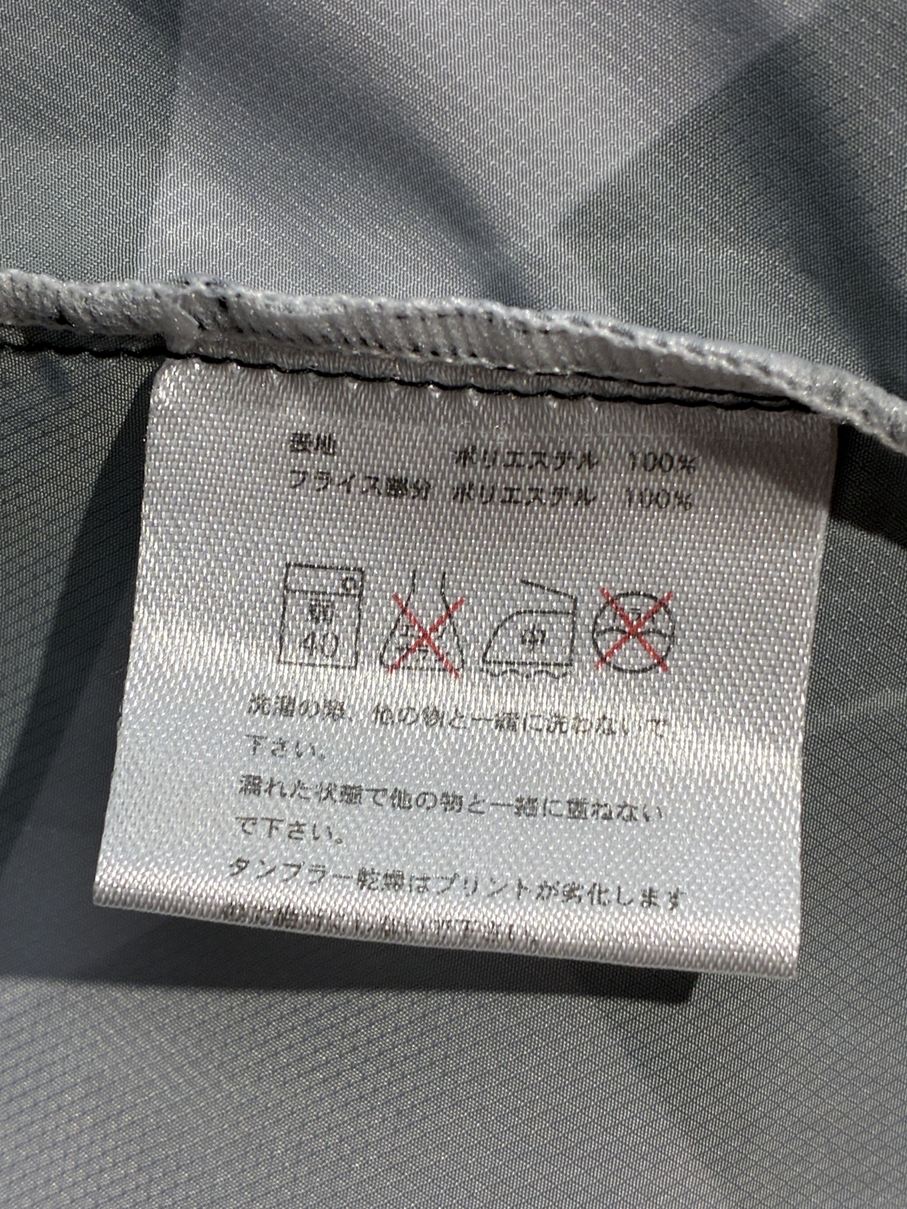 表地 ポリエステル 100%
フライス部分 ポリエステル 100%
弱
40
中
洗濯の際、他の物と一緒に洗わないで
下さい。
濡れた状態で他の物と一緒に重ねない
で下さい。
タンブラー乾燥はプリントが劣化します